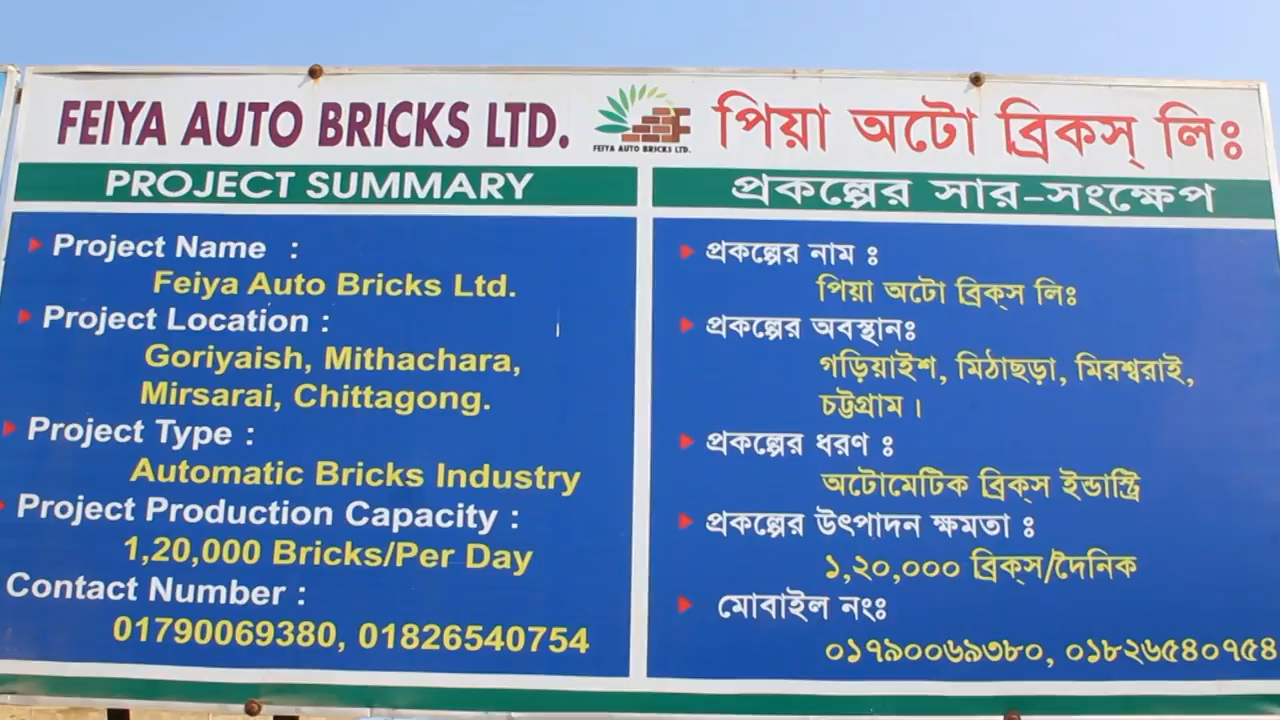 FEIYA AUTO BRICKS LTD.
FEIYA AUTO BRICKS LTD.
পিয়া অটো ব্রিকস্ লিঃ
PROJECT SUMMARY
Project Name :
Feiya Auto Bricks Ltd.
Project Location :
Goriyaish, Mithachara,
Mirsarai, Chittagong.
Project Type :
Automatic Bricks Industry
Project Production Capacity :
1,20,000 Bricks/Per Day
Contact Number :
01790069380, 01826540754
প্রকল্পের সার-সংক্ষেপ
প্রকল্পের নাম ঃ
পিয়া অটো ব্রিক্স লিঃ
প্রকল্পের অবস্থানঃ
গড়িয়াইশ, মিঠাছড়া, মিরশ্বরাই,
চট্টগ্রাম ।
প্রকল্পের ধরণ ঃ
অটোমেটিক ব্রিক্স ইন্ডাস্ট্রি
প্রকল্পের উৎপাদন ক্ষমতা ঃ
১,২০,০০০ ব্রিক্স/দৈনিক
মোবাইল নংঃ
০১৭৯০০৬৯৩৮০, ০১৮২৬৫৪০৭৫৪